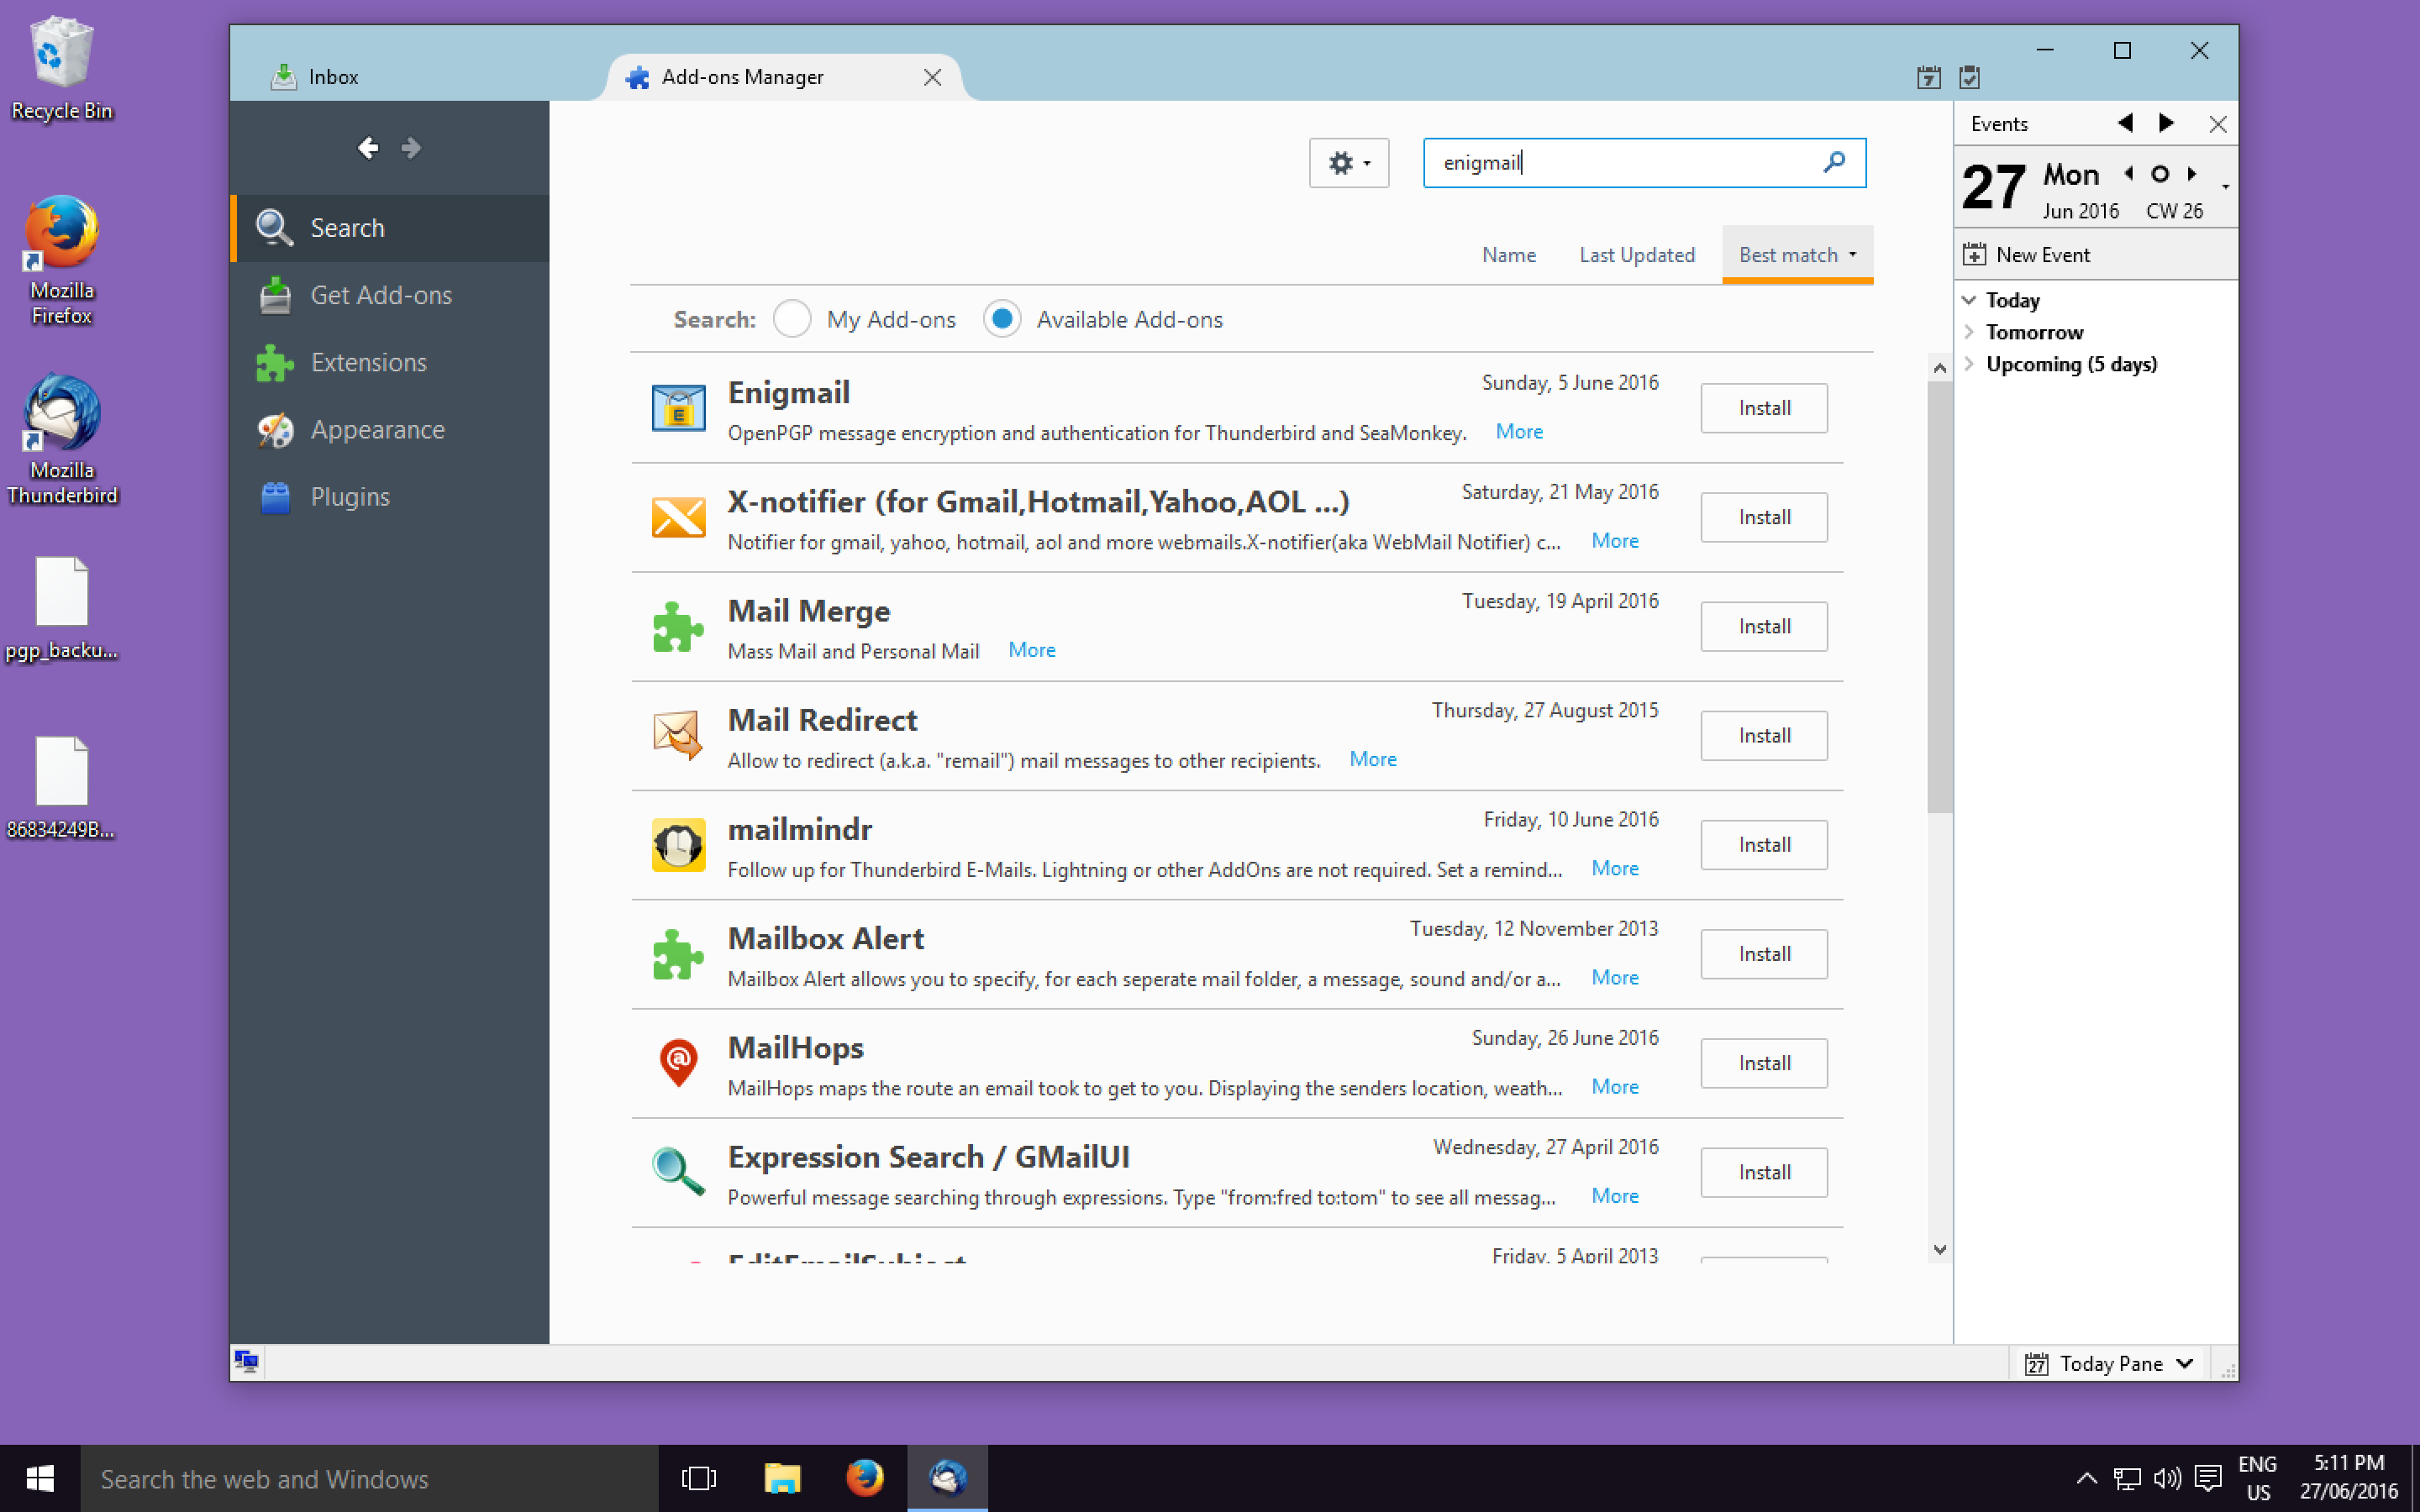 Recycle Bin
Mozilla
Firefox
Mozilla
Thunderbird
pgp_backu...
86834249B...
Inbox
Add-ons Manager
7
Search
Get Add-ons
Extensions
Appearance
Plugins
enigmail
Name Last Updated Best match
Search: My Add-ons Available Add-ons
Enigmail Sunday, 5 June 2016
OpenPGP message encryption and authentication for Thunderbird and SeaMonkey. More
Install
X-notifier (for Gmail,Hotmail,Yahoo,AOL ...) Saturday, 21 May 2016
Notifier for gmail, yahoo, hotmail, aol and more webmails.X-notifier(aka WebMail Notifier) c... More
Install
Mail Merge Tuesday, 19 April 2016
Mass Mail and Personal Mail More
Install
Mail Redirect Thursday, 27 August 2015
Allow to redirect (a.k.a. "remail") mail messages to other recipients. More
Install
mailmindr Friday, 10 June 2016
Follow up for Thunderbird E-Mails. Lightning or other AddOns are not required. Set a remind... More
Install
Mailbox Alert Tuesday, 12 November 2013
Mailbox Alert allows you to specify, for each seperate mail folder, a message, sound and/or a... More
Install
MailHops Sunday, 26 June 2016
MailHops maps the route an email took to get to you. Displaying the senders location, weath... More
Install
Expression Search / GMailUI Wednesday, 27 April 2016
Powerful message searching through expressions. Type "from:fred to:tom" to see all messag... More
Install
EditEmailSubject Friday, 5 April 2013
Events
27 Mon
Jun 2016 CW 26
New Event
Today
Tomorrow
Upcoming (5 days)
27 Today Pane
Search the web and Windows
ENG
US
5:11 PM
27/06/2016